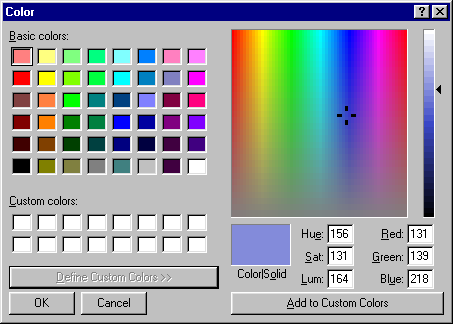 Color
Basic colors:
Custom colors:
Define Custom Colors >>
OK Cancel
Color|Solid
Hue: 156 Red: 131
Sat: 131 Green: 139
Lum: 164 Blue: 218
Add to Custom Colors